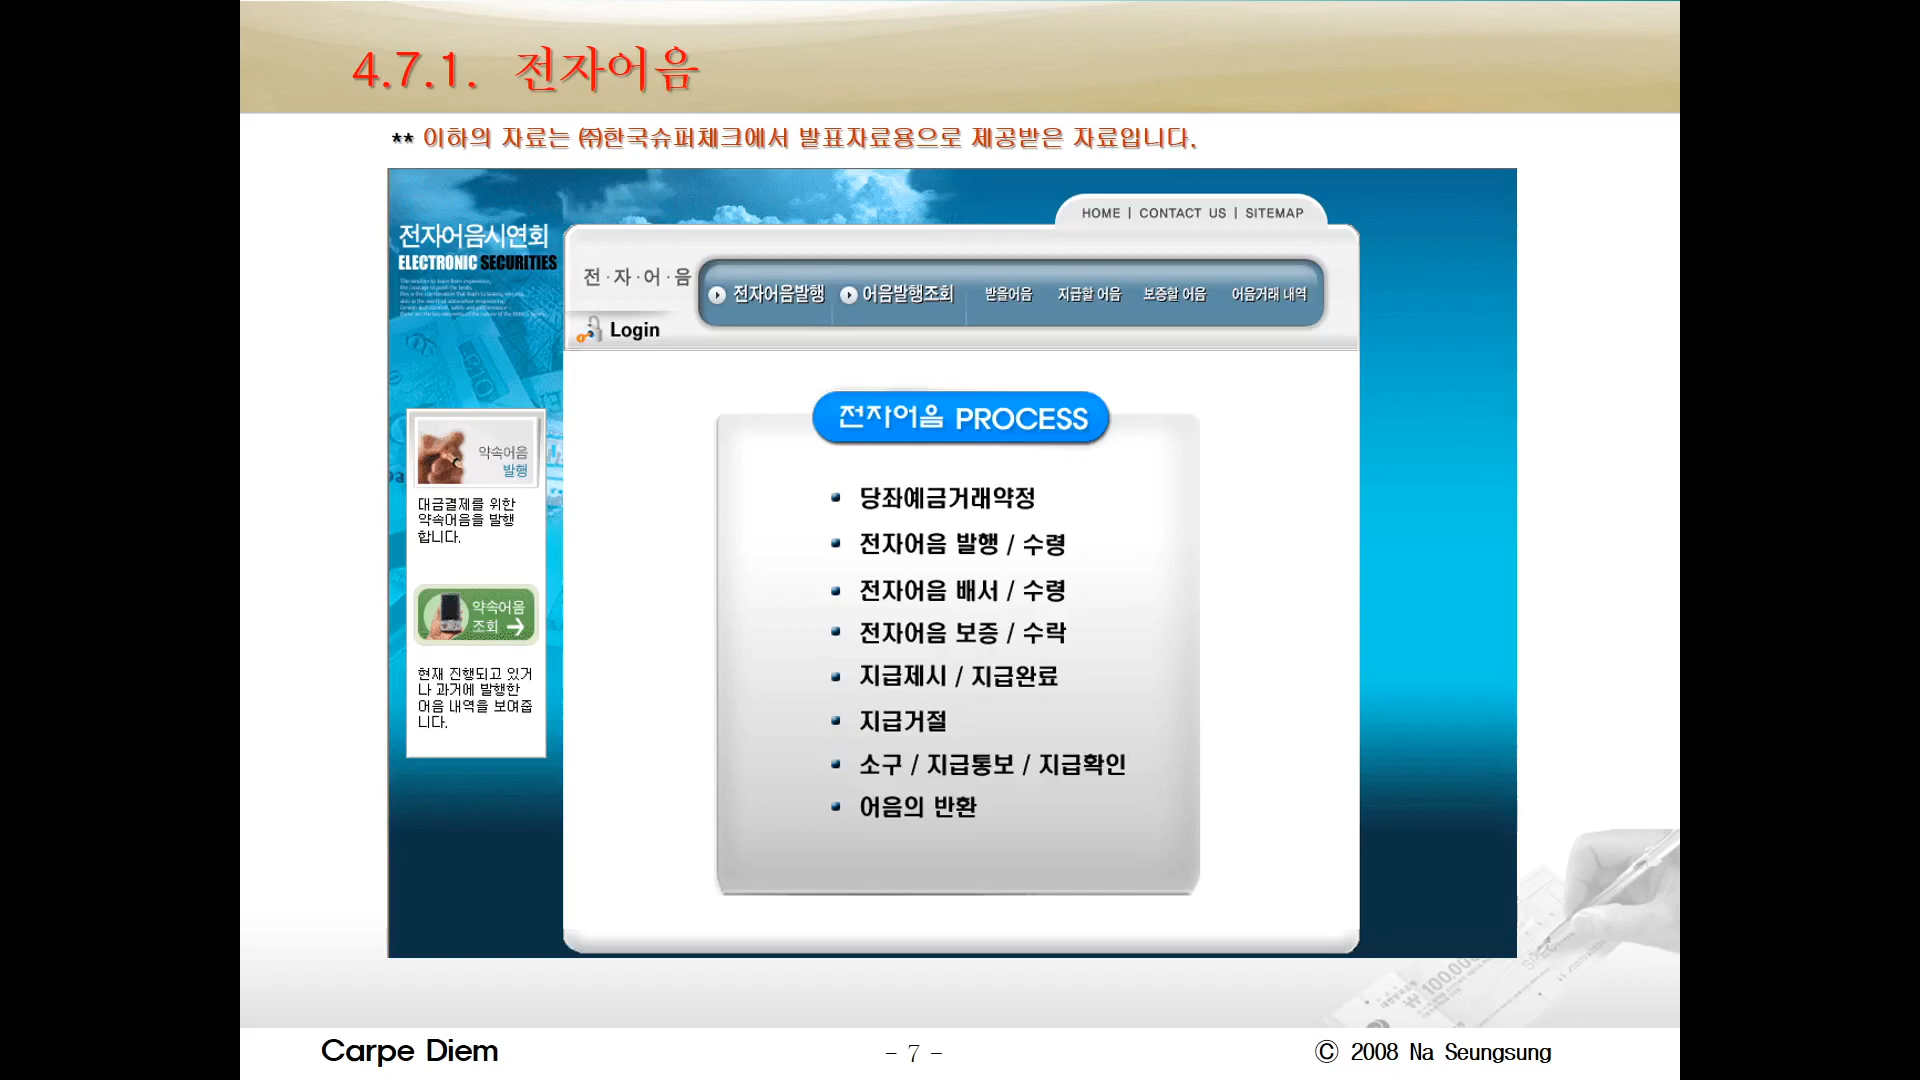 4.7.1. 전자어음
** 이하의 자료는 ㈜한국슈퍼체크에서 발표자료용으로 제공받은 자료입니다.
HOME | CONTACT US | SITEMAP
전자어음시연회
ELECTRONIC SECURITIES
전·자·어·음
전자어음발행
어음발행조회
받을어음
지급할 어음
보증할 어음
어음거래 내역
Login
약속어음
발행
대금결제를 위한
약속어음을 발행
합니다.
약속어음
조회
현재 진행되고 있거
나 과거에 발행한
어음 내역을 보여줍
니다.
전자어음 PROCESS
당좌예금거래약정
전자어음 발행 / 수령
전자어음 배서 / 수령
전자어음 보증 / 수락
지급제시 / 지급완료
지급거절
소구 / 지급통보 / 지급확인
어음의 반환
₩100,000
Carpe Diem
- 7 -
© 2008 Na Seungsung